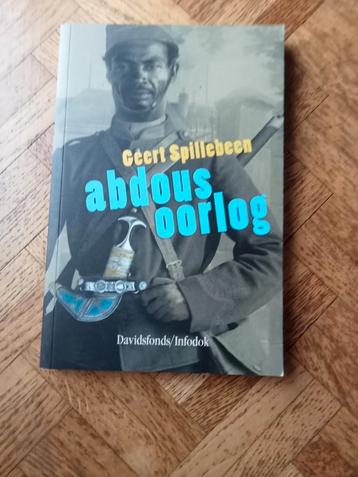 Geert Spillebeen
abdous
oorlog
Davidsfonds/Infodok